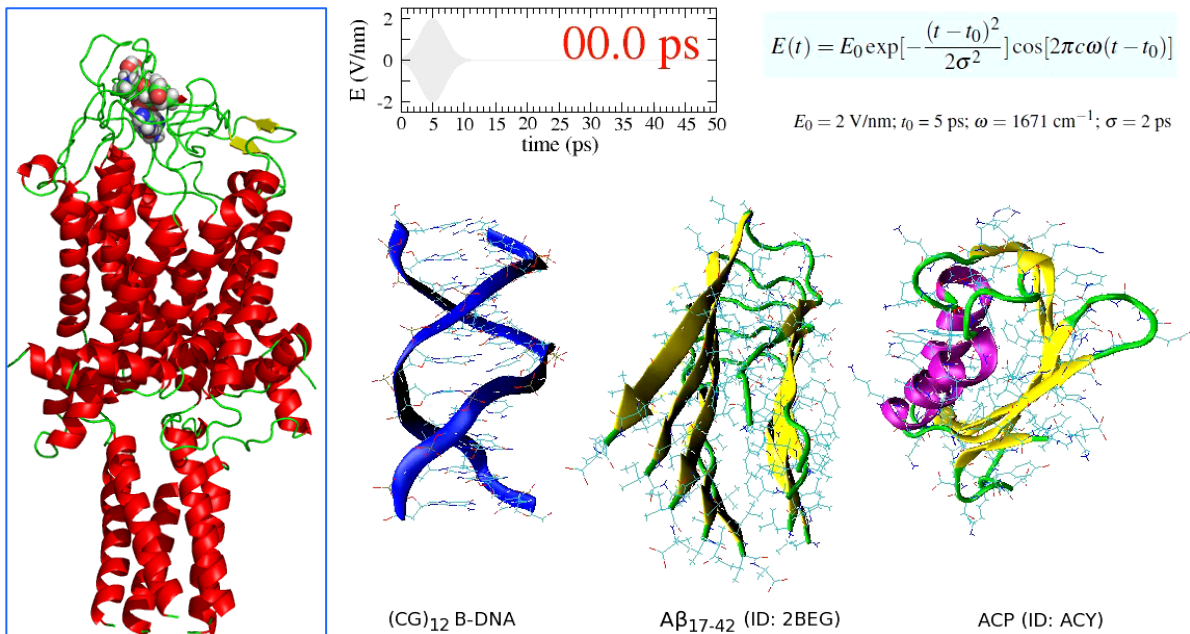 E (V/nm)
2
0
-2
00.0 ps
0 5 10 15 20 25 30 35 40 45 50
time (ps)
E(t) = E₀ exp[−(t − t₀)²/2σ²] cos[2πcω(t − t₀)]
E₀ = 2 V/nm; t₀ = 5 ps; ω = 1671 cm⁻¹; σ = 2 ps
(CG)₁₂ B-DNA
Aβ₁₇₋₄₂ (ID: 2BEG)
ACP (ID: ACY)